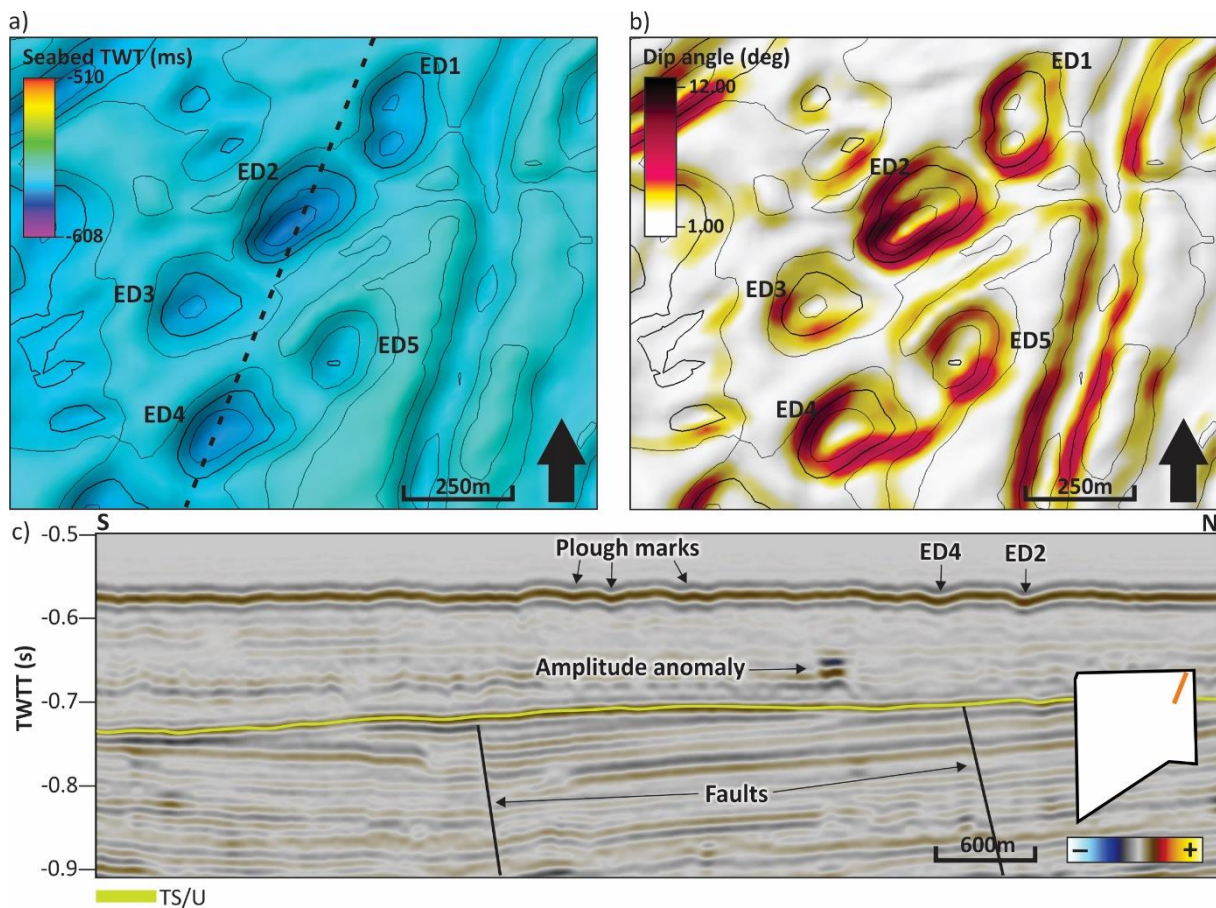 a)
Seabed TWT (ms)
-510
-608
ED1
ED2
ED3
ED5
ED4
250m
b)
Dip angle (deg)
12.00
1.00
ED1
ED2
ED3
ED5
ED4
250m
c)
S
N
-0.5
-0.6
-0.7
-0.8
-0.9
TWTT (s)
Plough marks
ED4
ED2
Amplitude anomaly
Faults
600m
− +
TS/U